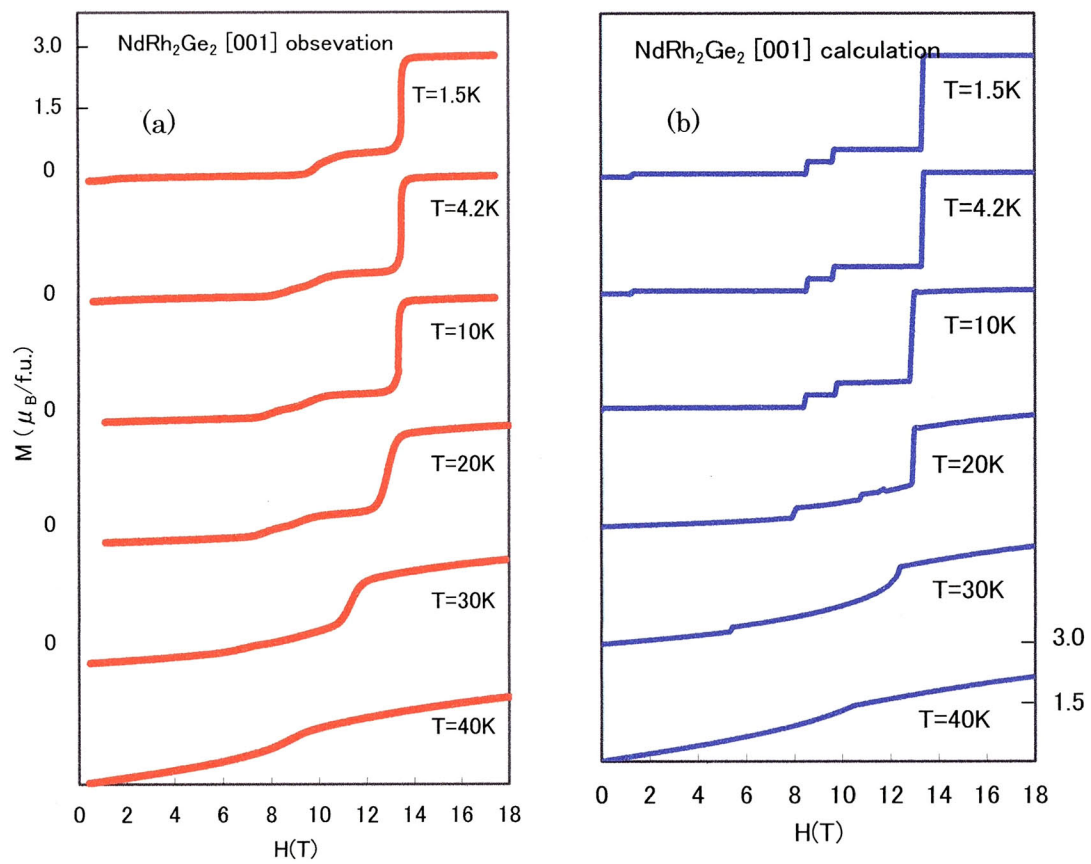 NdRh₂Ge₂ [001] obsevation
(a)
M (μB/f.u.)
3.0
1.5
0
0
0
0
0
T=1.5K
T=4.2K
T=10K
T=20K
T=30K
T=40K
0 2 4 6 8 10 12 14 16 18
H(T)
NdRh₂Ge₂ [001] calculation
(b)
T=1.5K
T=4.2K
T=10K
T=20K
T=30K
T=40K
3.0
1.5
0 2 4 6 8 10 12 14 16 18
H(T)